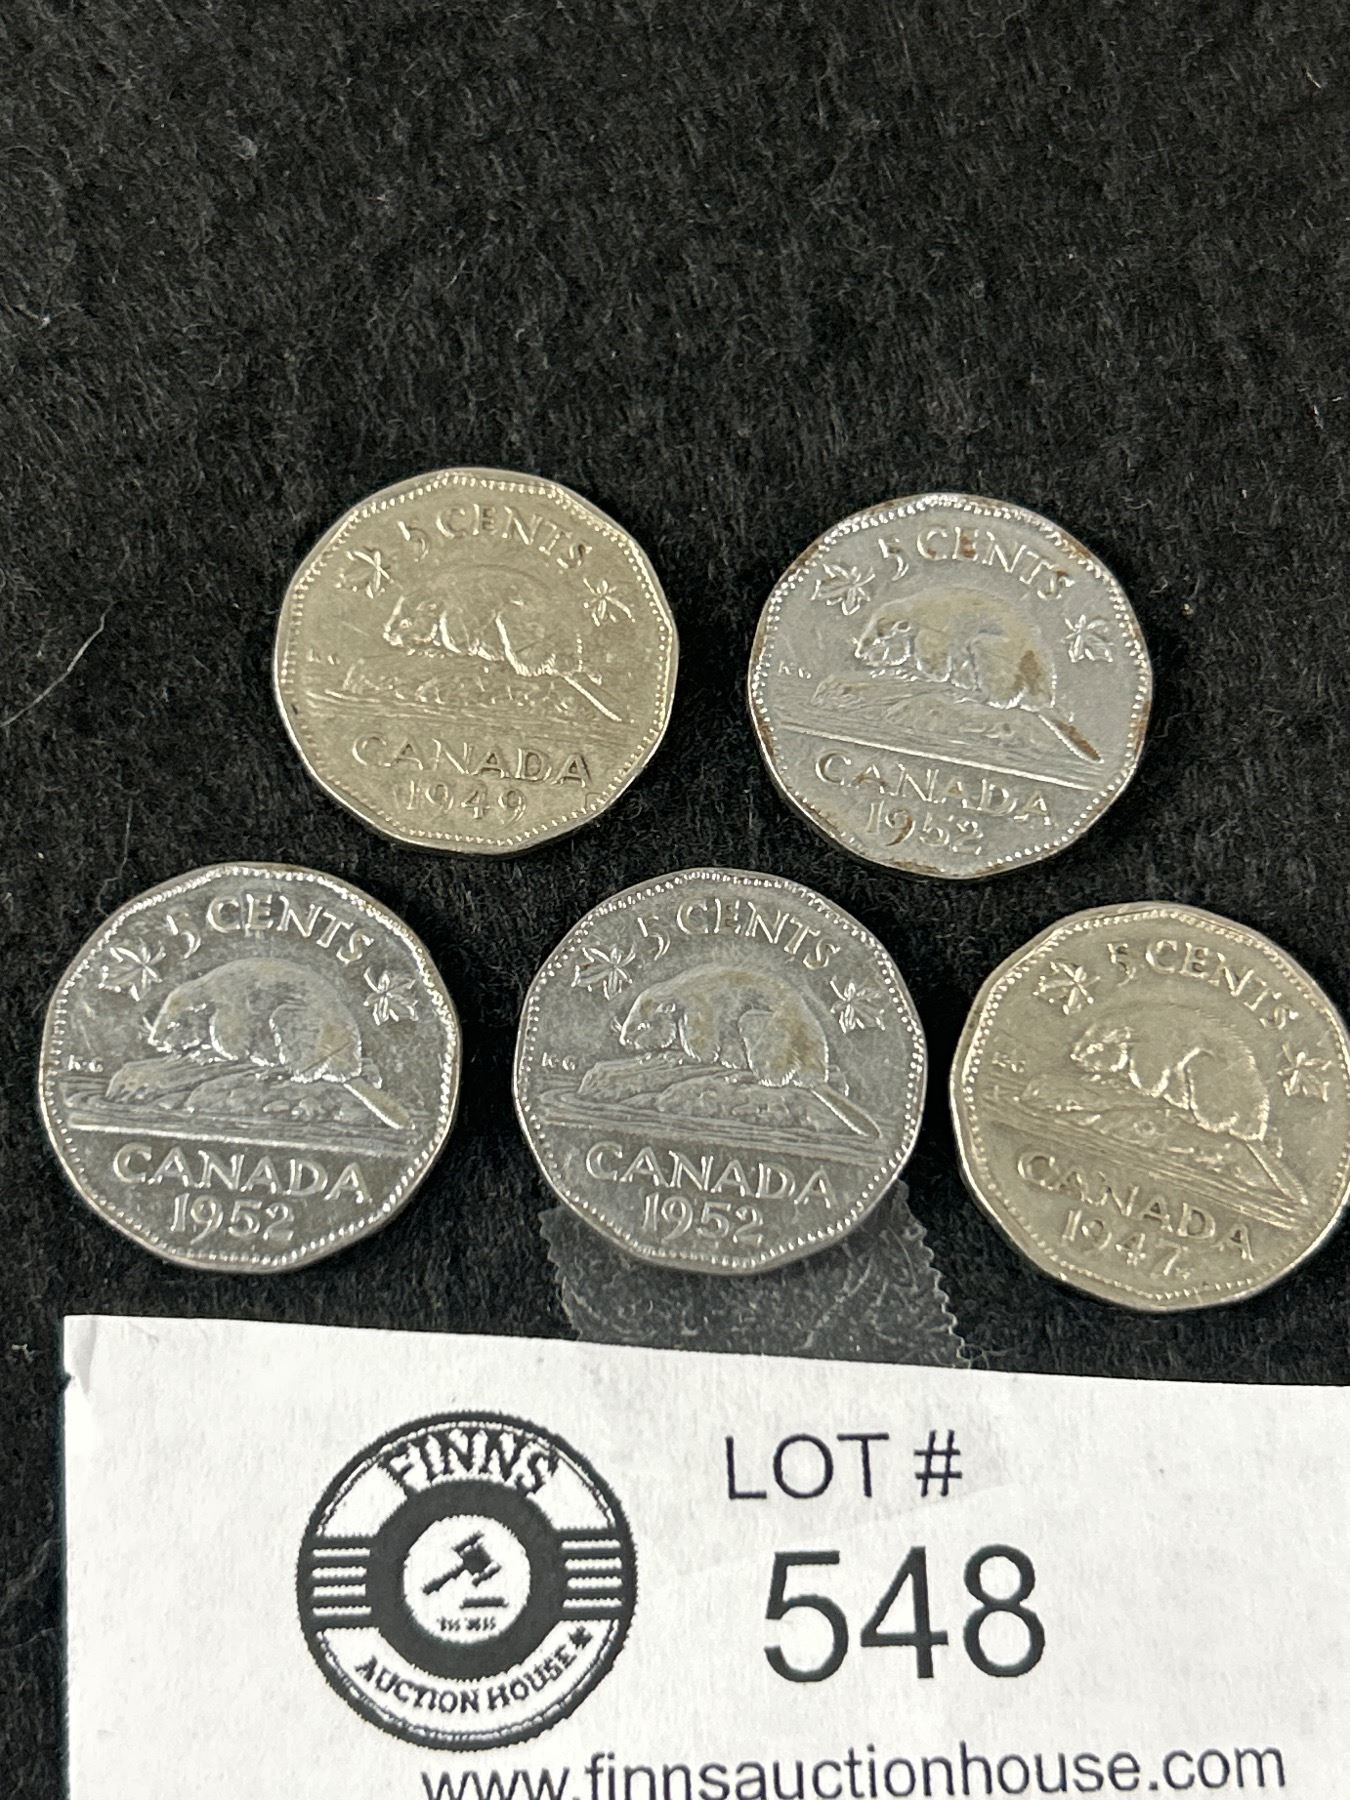 5 CENTS
K·G
CANADA
1949
5 CENTS
K·G
CANADA
1952
5 CENTS
K·G
CANADA
1952
5 CENTS
K·G
CANADA
1952
5 CENTS
CANADA
1947
FINNS
AUCTION HOUSE
LOT #
548
www.finnsauctionhouse.com